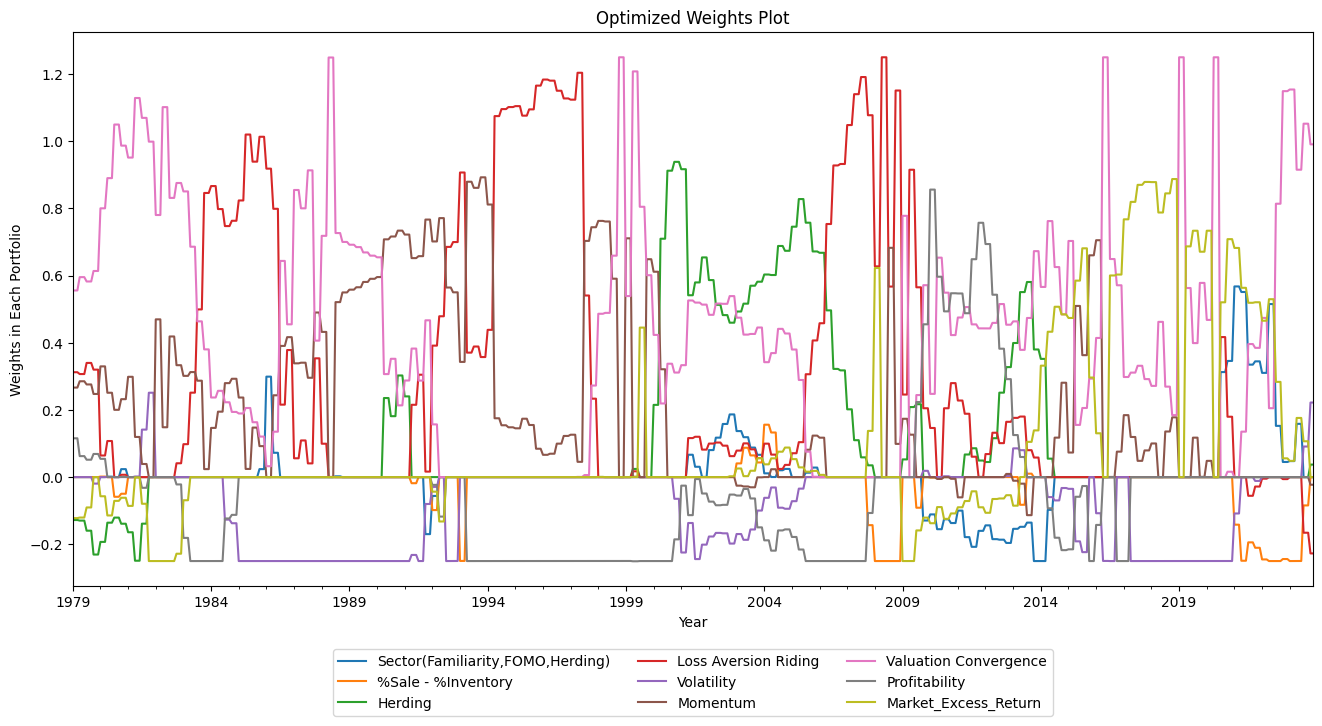 Optimized Weights Plot
Weights in Each Portfolio
1.2
1.0
0.8
0.6
0.4
0.2
0.0
−0.2
1979 1984 1989 1994 1999 2004 2009 2014 2019
Year
Sector(Familiarity,FOMO,Herding) Loss Aversion Riding Valuation Convergence
%Sale - %Inventory Volatility Profitability
Herding Momentum Market_Excess_Return